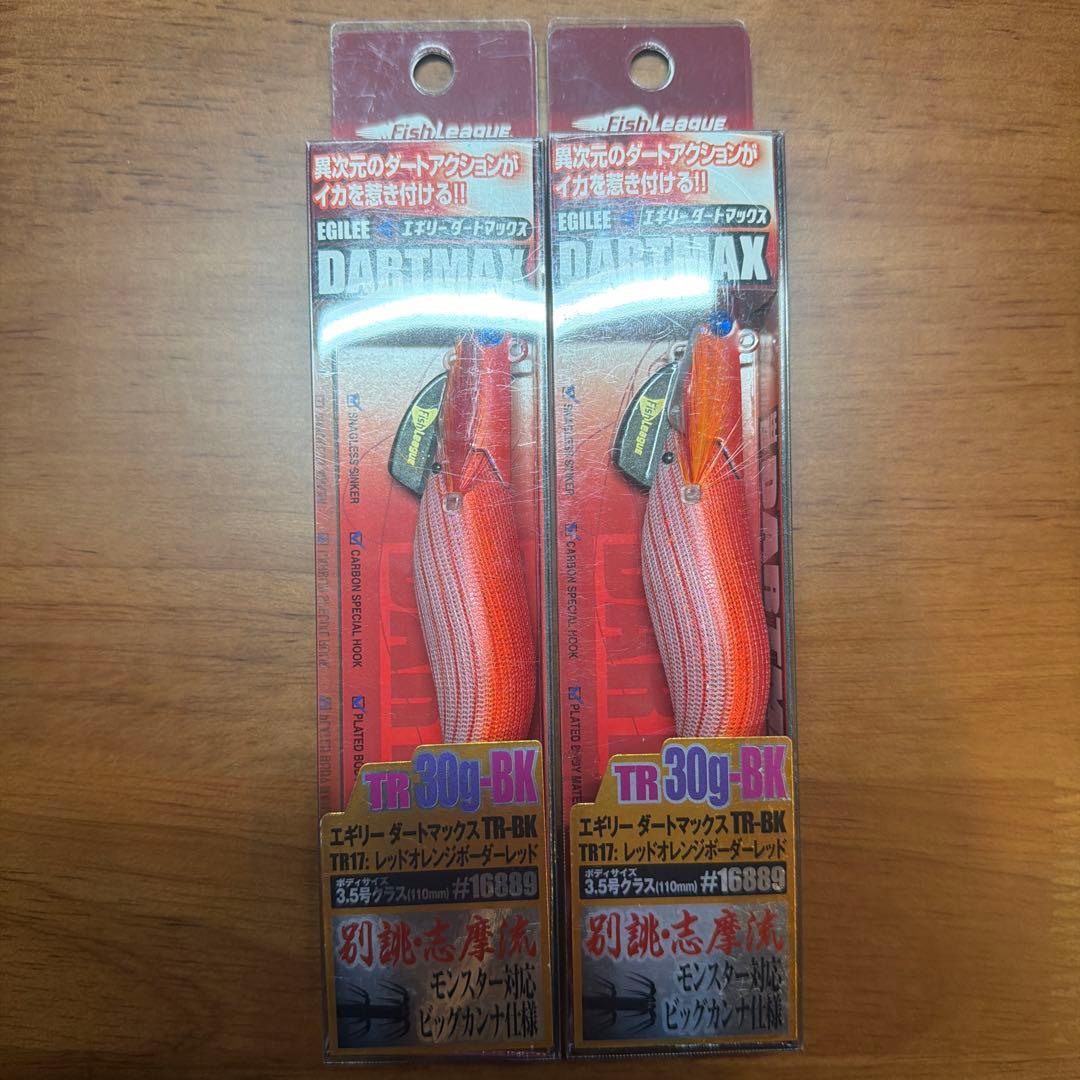 FishLeague
異次元のダートアクションが
イカを惹き付ける!!
EGILEE エギリーダートマックス
DARTMAX
FishLeague
SNAGLESS SINKER
CARBON SPECIAL HOOK
PLATED BOD
TR 30g-BK
エギリー ダートマックス TR-BK
TR17: レッドオレンジボーダーレッド
ボディサイズ
3.5号クラス(110mm) #16889
別誂・志摩流
モンスター対応
ビッグカンナ仕様
FishLeague
異次元のダートアクションが
イカを惹き付ける!!
EGILEE エギリーダートマックス
DARTMAX
FishLeague
SNAGLESS SINKER
CARBON SPECIAL HOOK
PLATED BODY MATE
TR 30g-BK
エギリー ダートマックス TR-BK
TR17: レッドオレンジボーダーレッド
ボディサイズ
3.5号クラス(110mm) #16889
別誂・志摩流
モンスター対応
ビッグカンナ仕様